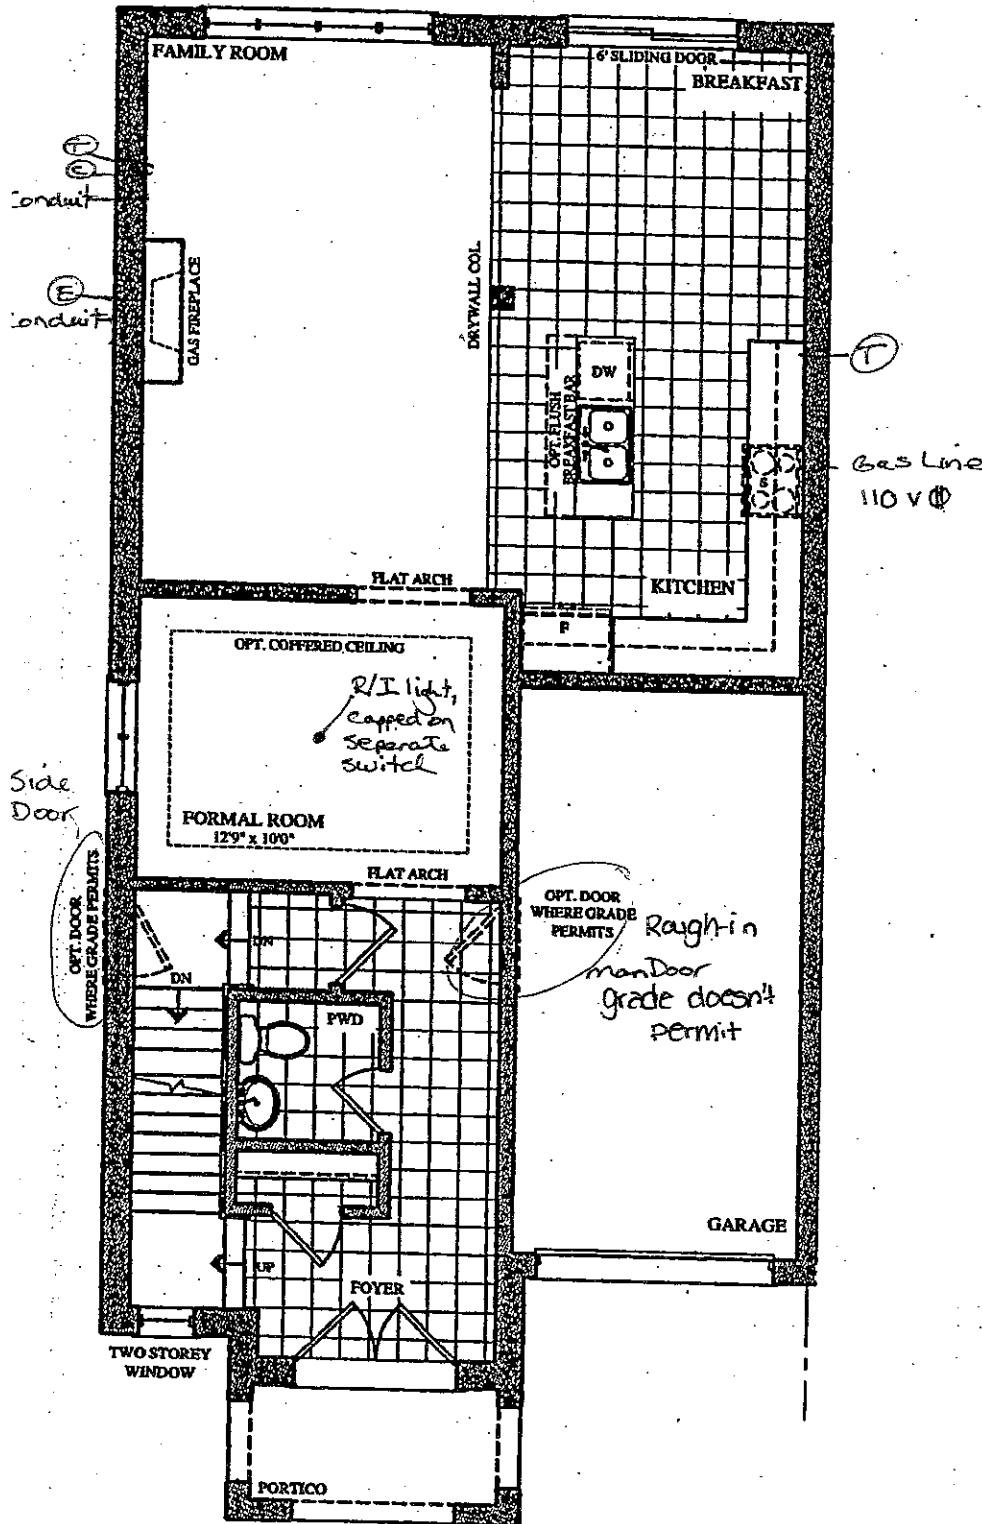 FAMILY ROOM
6' SLIDING DOOR
BREAKFAST
T
C
Conduit
E
Conduit
GAS FIREPLACE
DRYWALL COL.
T
DW
OPT. FLUSH
BREAKFAST BAR
S
Gas Line
110 V
FLAT ARCH
KITCHEN
F
OPT. COFFERED CEILING
R/I light,
capped on
seperate
switch
Side
Door
FORMAL ROOM
12'9" x 10'0"
FLAT ARCH
OPT. DOOR
WHERE GRADE PERMITS
OPT. DOOR
WHERE GRADE
PERMITS
Rough-in
manDoor
grade doesn't
permit
DN
DN
PWD
GARAGE
UP
FOYER
TWO STOREY
WINDOW
PORTICO